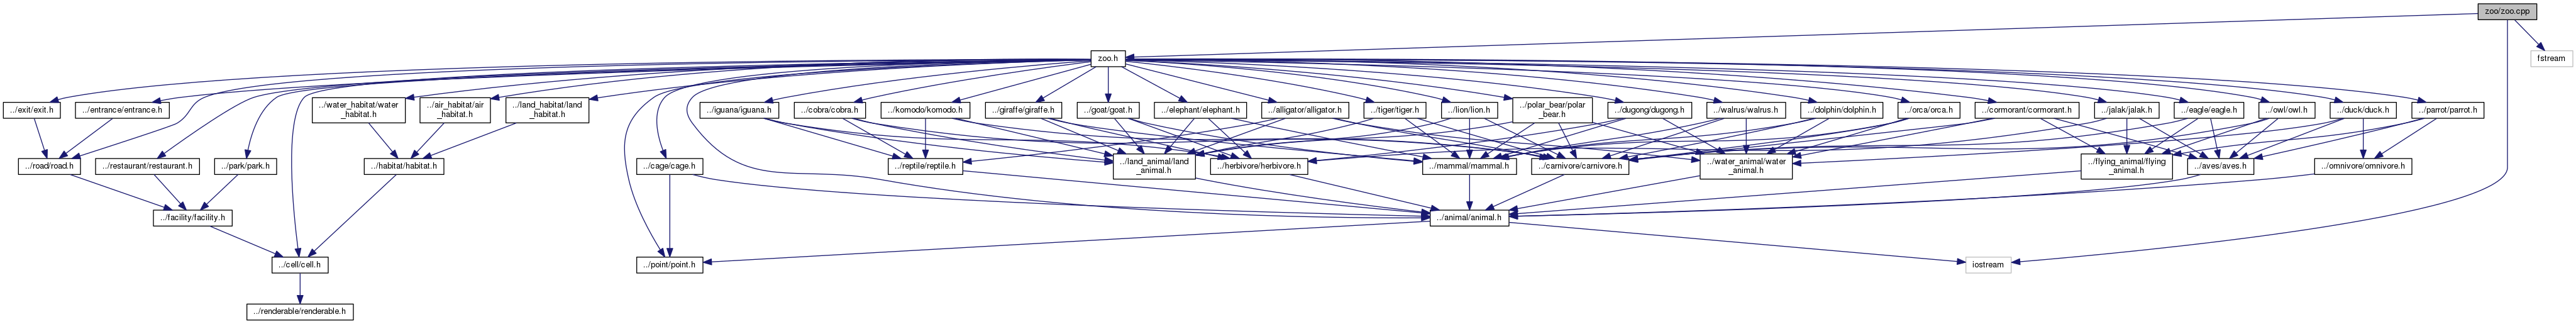 zoo/zoo.cpp
zoo.h
fstream
../exit/exit.h
../entrance/entrance.h
../water_habitat/water
_habitat.h
../air_habitat/air
_habitat.h
../land_habitat/land
_habitat.h
../iguana/iguana.h
../cobra/cobra.h
../komodo/komodo.h
../giraffe/giraffe.h
../goat/goat.h
../elephant/elephant.h
../alligator/alligator.h
../tiger/tiger.h
../lion/lion.h
../polar_bear/polar
_bear.h
../dugong/dugong.h
../walrus/walrus.h
../dolphin/dolphin.h
../orca/orca.h
../cormorant/cormorant.h
../jalak/jalak.h
../eagle/eagle.h
../owl/owl.h
../duck/duck.h
../parrot/parrot.h
../road/road.h
../restaurant/restaurant.h
../park/park.h
../habitat/habitat.h
../cage/cage.h
../reptile/reptile.h
../land_animal/land
_animal.h
../herbivore/herbivore.h
../mammal/mammal.h
../carnivore/carnivore.h
../water_animal/water
_animal.h
../flying_animal/flying
_animal.h
../aves/aves.h
../omnivore/omnivore.h
../facility/facility.h
../animal/animal.h
../cell/cell.h
../point/point.h
iostream
../renderable/renderable.h